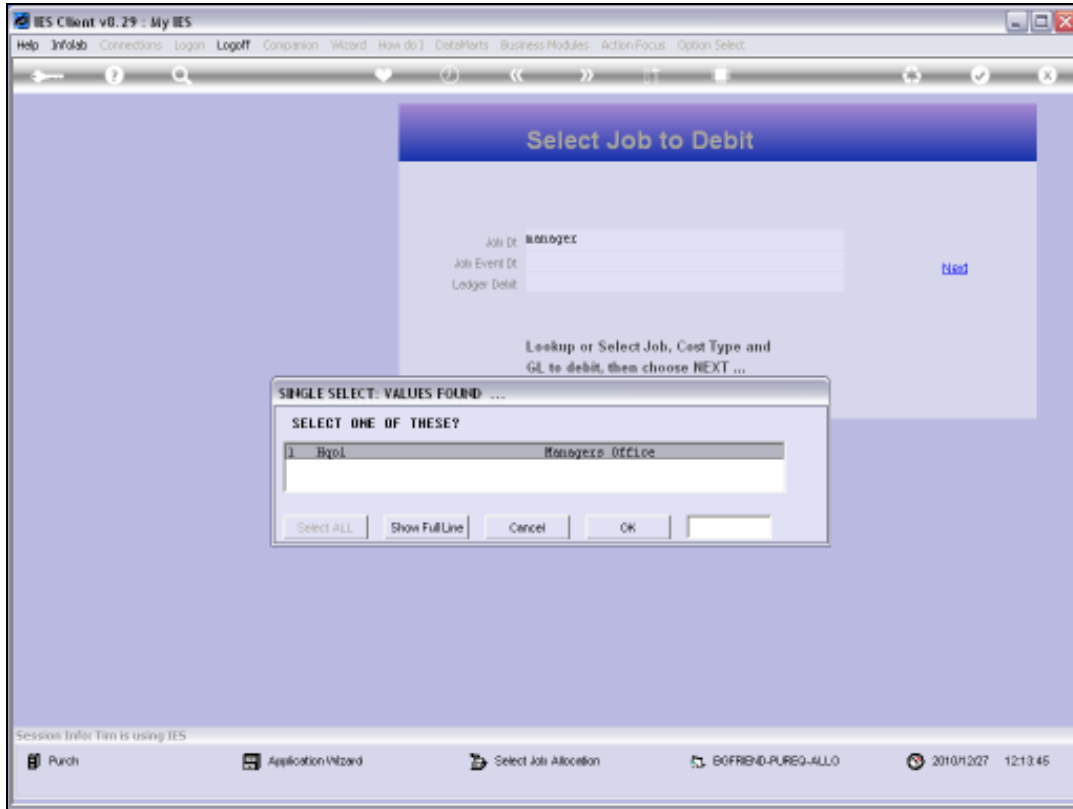 IES Client v8.29 : My IES
Help Infolab Connections Logon Logoff Companion Wizard How do I DataMarts Business Modules Action Focus Option Select
Select Job to Debit
Job Dt manager
Job Event Dt
Next
Ledger Debit
Lookup or Select Job, Cost Type and
GL to debit, then choose NEXT ...
SINGLE SELECT: VALUES FOUND ...
SELECT ONE OF THESE?
1 Hqo1 Managers Office
Select ALL Show Full Line Cancel OK
Session Info: Tim is using IES
Purch Application Wizard Select Job Allocation BGFRIEND-PUREQ-ALLO 2010/12/27 12:13:45